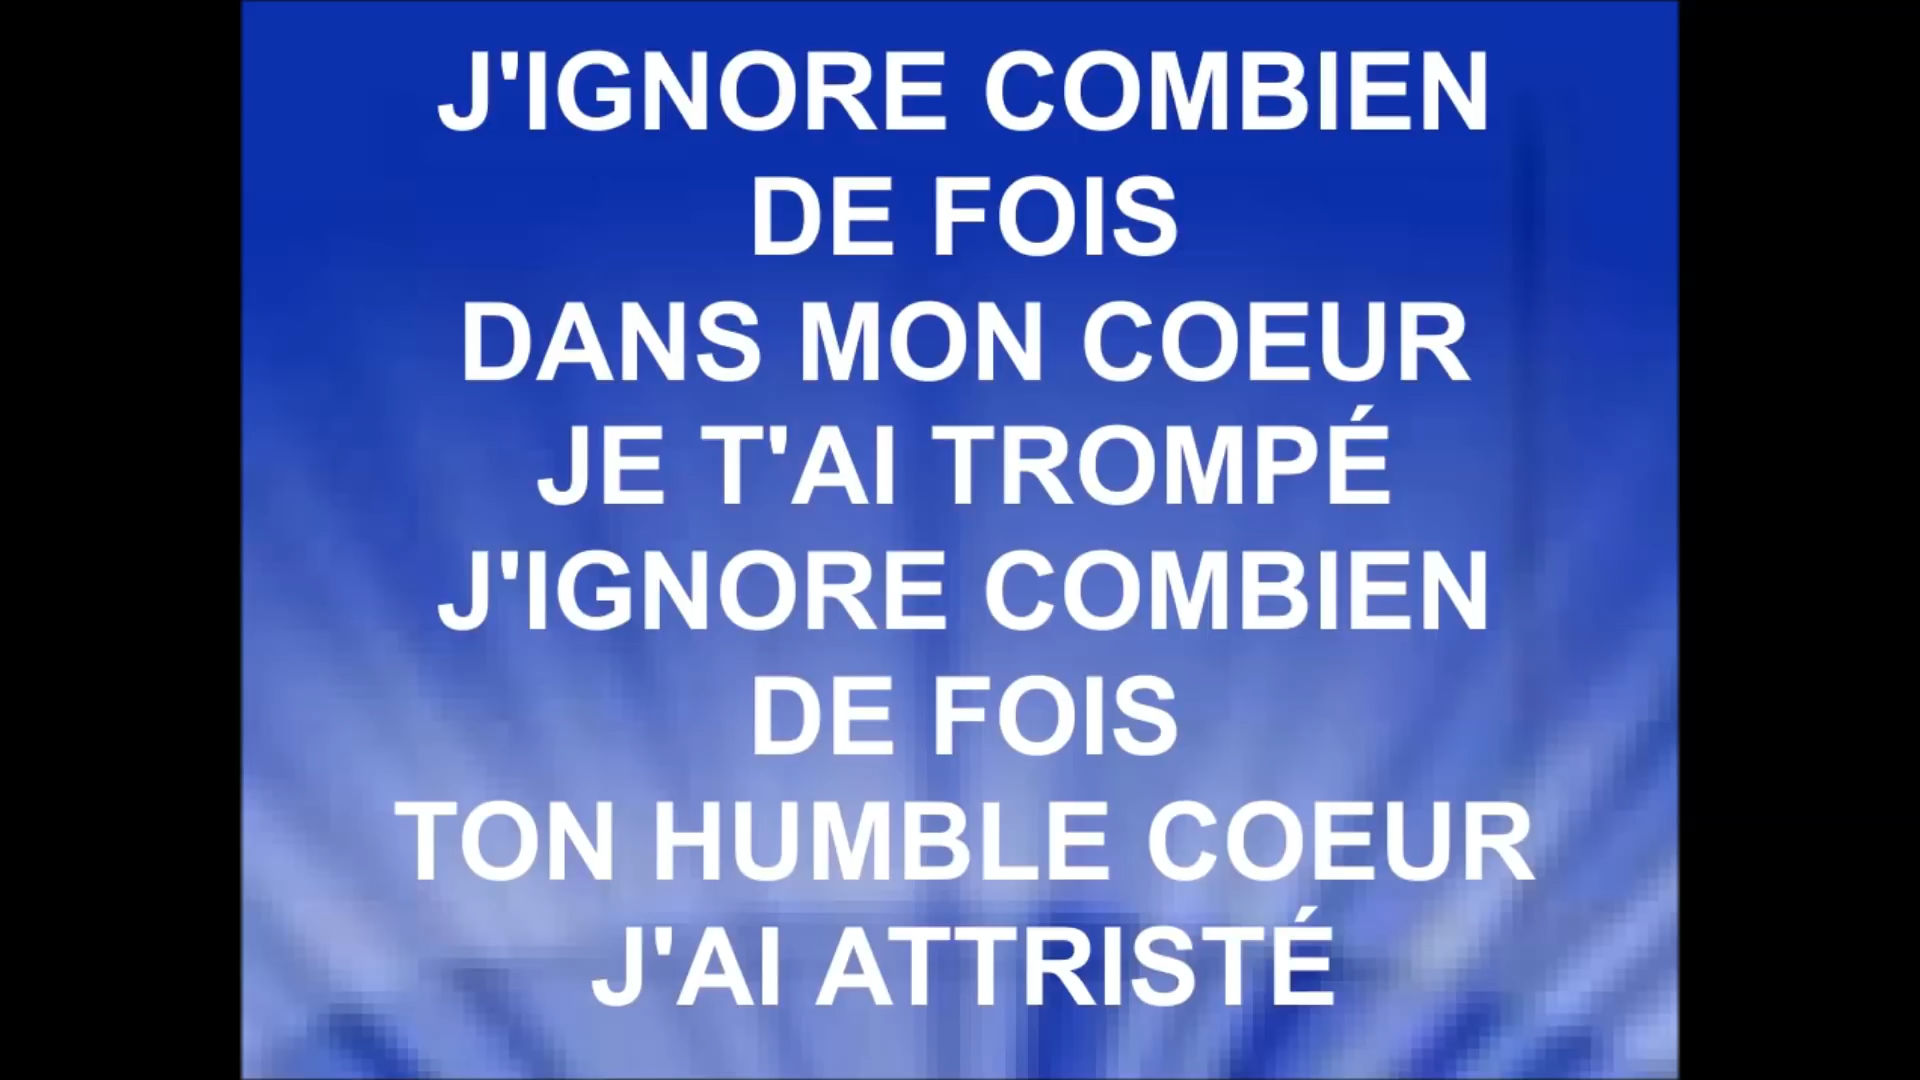 J'IGNORE COMBIEN
DE FOIS
DANS MON COEUR
JE T'AI TROMPÉ
J'IGNORE COMBIEN
DE FOIS
TON HUMBLE COEUR
J'AI ATTRISTÉ